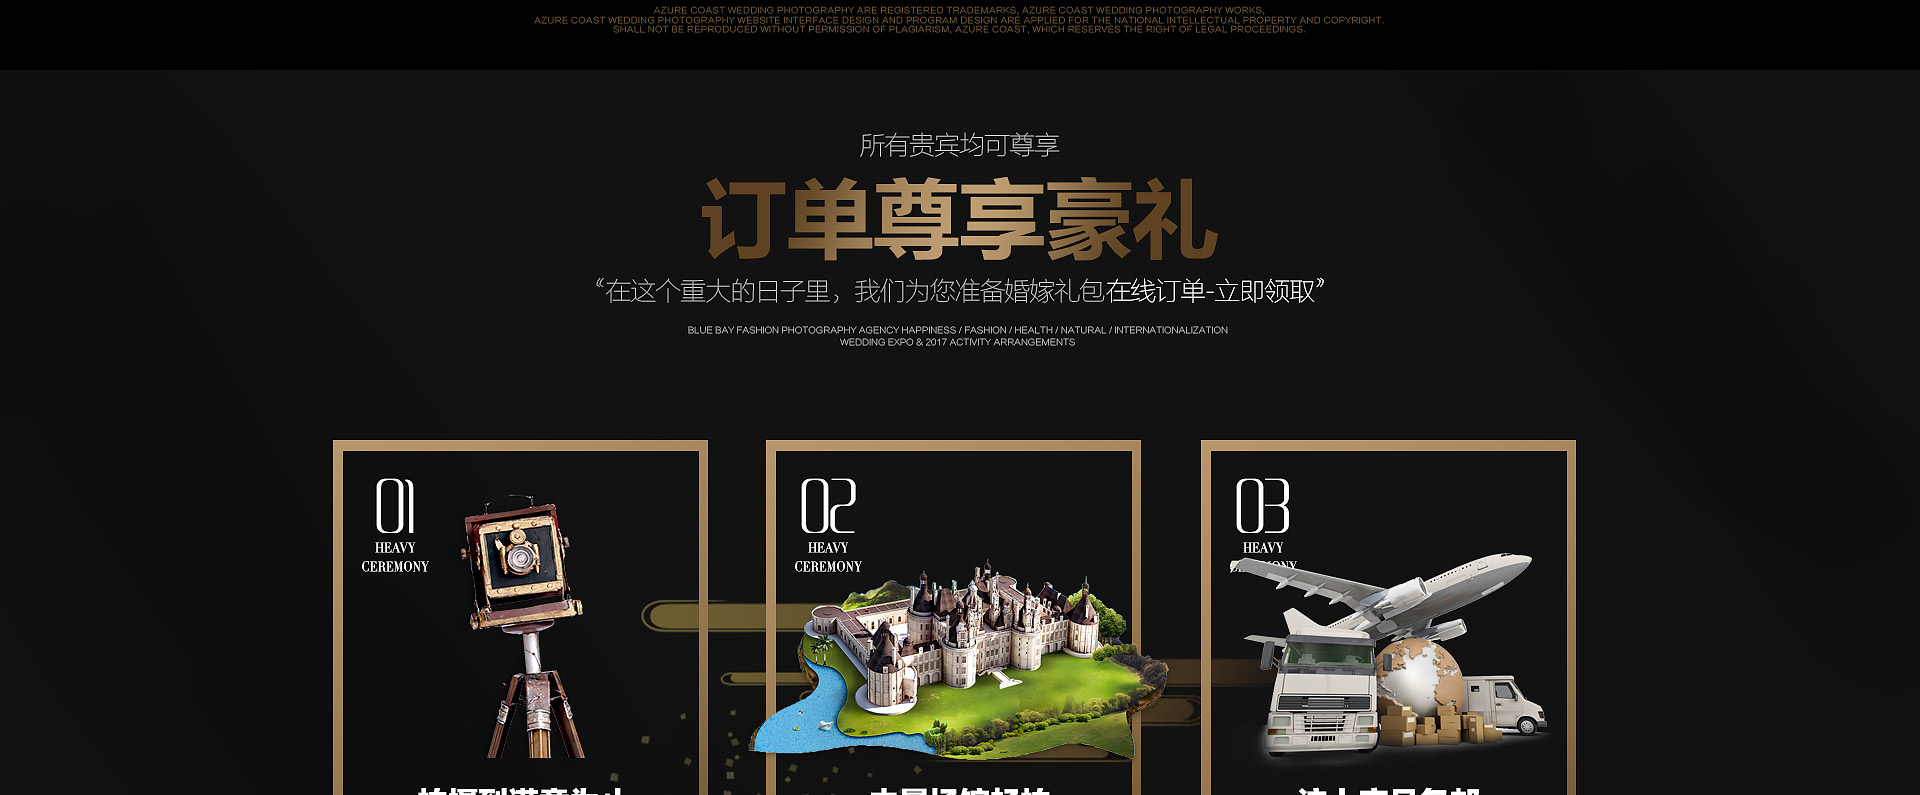 AZURE COAST WEDDING PHOTOGRAPHY ARE REGISTERED TRADEMARKS, AZURE COAST WEDDING PHOTOGRAPHY WORKS,
AZURE COAST WEDDING PHOTOGRAPHY WEBSITE INTERFACE DESIGN AND PROGRAM DESIGN ARE APPLIED FOR THE NATIONAL INTELLECTUAL PROPERTY AND COPYRIGHT.
SHALL NOT BE REPRODUCED WITHOUT PERMISSION OF PLAGIARISM, AZURE COAST, WHICH RESERVES THE RIGHT OF LEGAL PROCEEDINGS.
所有贵宾均可尊享
订单尊享豪礼
“在这个重大的日子里，我们为您准备婚嫁礼包在线订单-立即领取”
BLUE BAY FASHION PHOTOGRAPHY AGENCY HAPPINESS / FASHION / HEALTH / NATURAL / INTERNATIONALIZATION
WEDDING EXPO & 2017 ACTIVITY ARRANGEMENTS
01
HEAVY
CEREMONY
02
HEAVY
CEREMONY
03
HEAVY